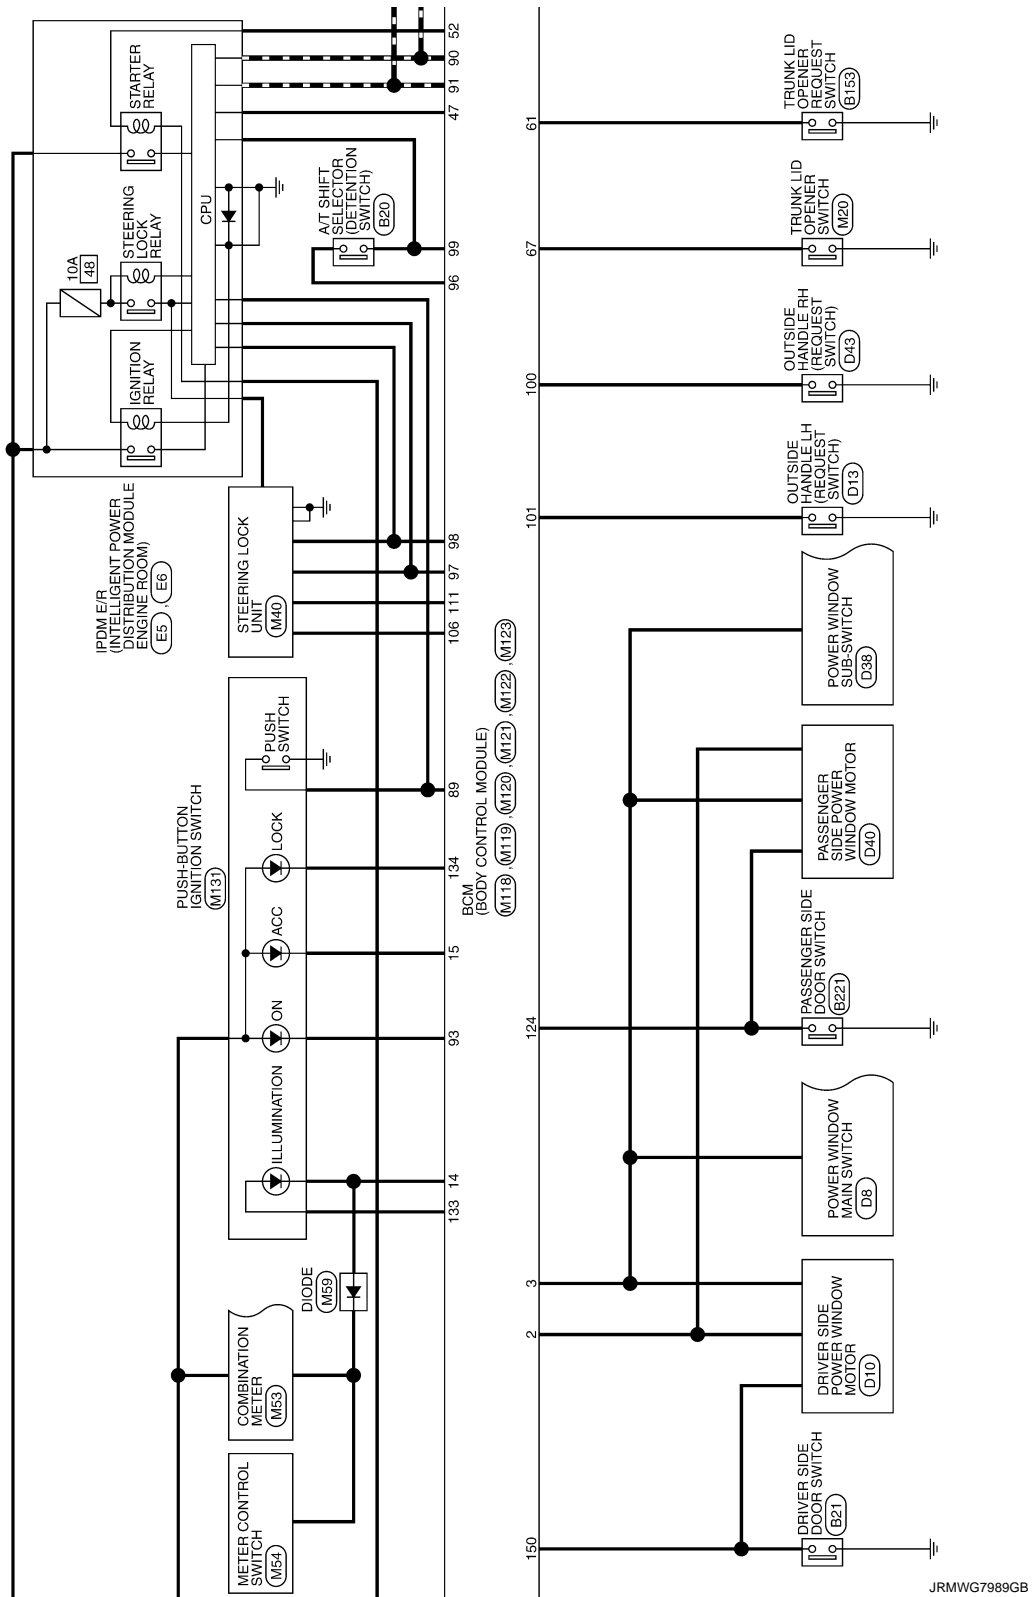 STARTER
RELAY
STEERING
LOCK
RELAY
10A
48
IGNITION
RELAY
CPU
IPDM E/R
(INTELLIGENT POWER
DISTRIBUTION MODULE
ENGINE ROOM)
E5 , E6
A/T SHIFT
SELECTOR
(DETENTION
SWITCH)
B20
STEERING LOCK
UNIT
M40
PUSH-BUTTON
IGNITION SWITCH
M131
PUSH
SWITCH
LOCK
ACC
ON
ILLUMINATION
DIODE
M59
COMBINATION
METER
M53
METER CONTROL
SWITCH
M54
52
90
91
47
99
96
98
97
111
106
89
134
15
93
14
133
BCM
(BODY CONTROL MODULE)
M118 , M119 , M120 , M121 , M122 , M123
61
67
100
101
124
3
2
150
TRUNK LID
OPENER
REQUEST
SWITCH
B153
TRUNK LID
OPENER
SWITCH
M20
OUTSIDE
HANDLE RH
(REQUEST
SWITCH)
D43
OUTSIDE
HANDLE LH
(REQUEST
SWITCH)
D13
POWER WINDOW
SUB-SWITCH
D38
PASSENGER
SIDE POWER
WINDOW MOTOR
D40
PASSENGER SIDE
DOOR SWITCH
B221
POWER WINDOW
MAIN SWITCH
D8
DRIVER SIDE
POWER WINDOW
MOTOR
D10
DRIVER SIDE
DOOR SWITCH
B21
JRMWG7989GB